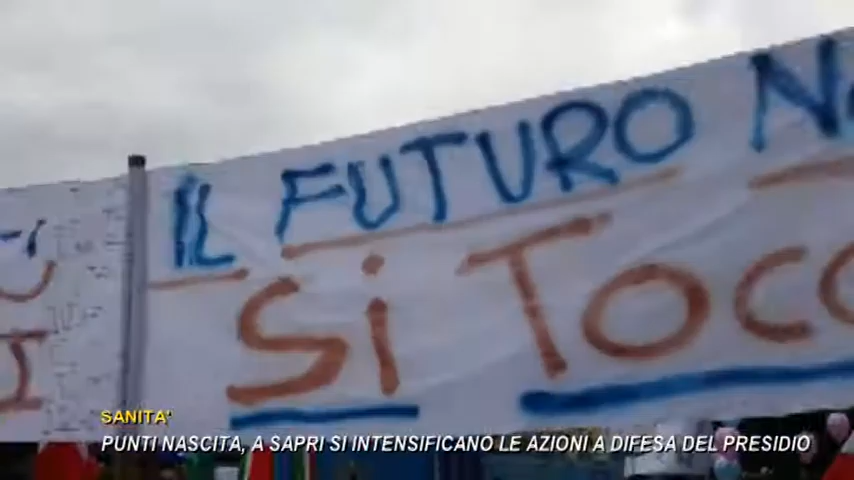 IL FUTURO N
SI TOCC
SANITA'
PUNTI NASCITA, A SAPRI SI INTENSIFICANO LE AZIONI A DIFESA DEL PRESIDIO